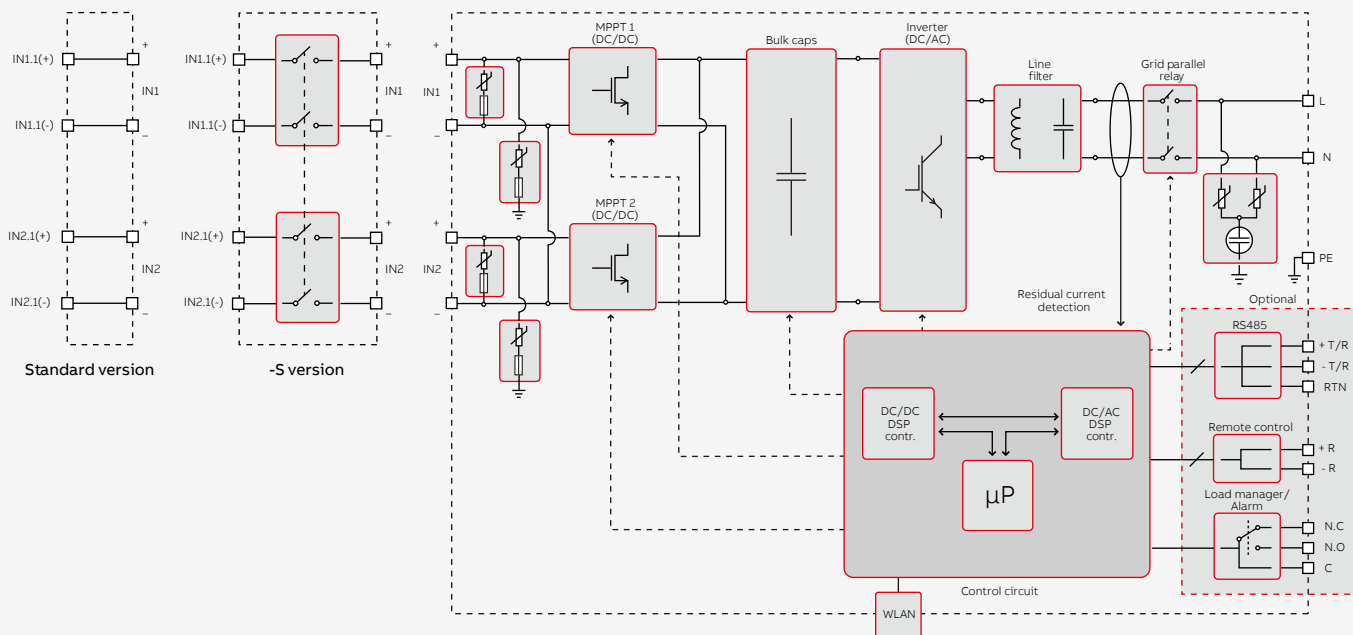 IN1.1(+)
+
IN1
IN1.1(-)
–
IN2.1(+)
+
IN2
IN2.1(-)
–
Standard version
IN1.1(+)
+
IN1
IN1.1(-)
–
IN2.1(+)
+
IN2
IN2.1(-)
–
-S version
+
IN1
–
+
IN2
–
MPPT 1
(DC/DC)
MPPT 2
(DC/DC)
Bulk caps
Inverter
(DC/AC)
Line
filter
Grid parallel
relay
L
N
PE
Residual current
detection
Optional
RS485
+ T/R
- T/R
RTN
Remote control
+ R
- R
Load manager/
Alarm
N.C
N.O
C
DC/DC
DSP
contr.
DC/AC
DSP
contr.
μP
Control circuit
WLAN